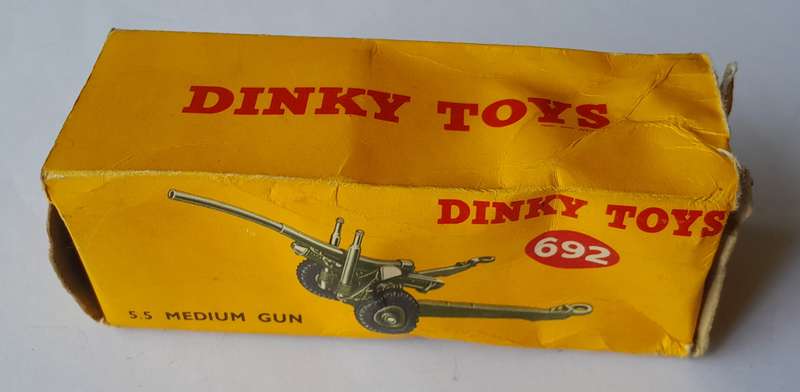 DINKY TOYS
DINKY TOYS
692
5.5 MEDIUM GUN